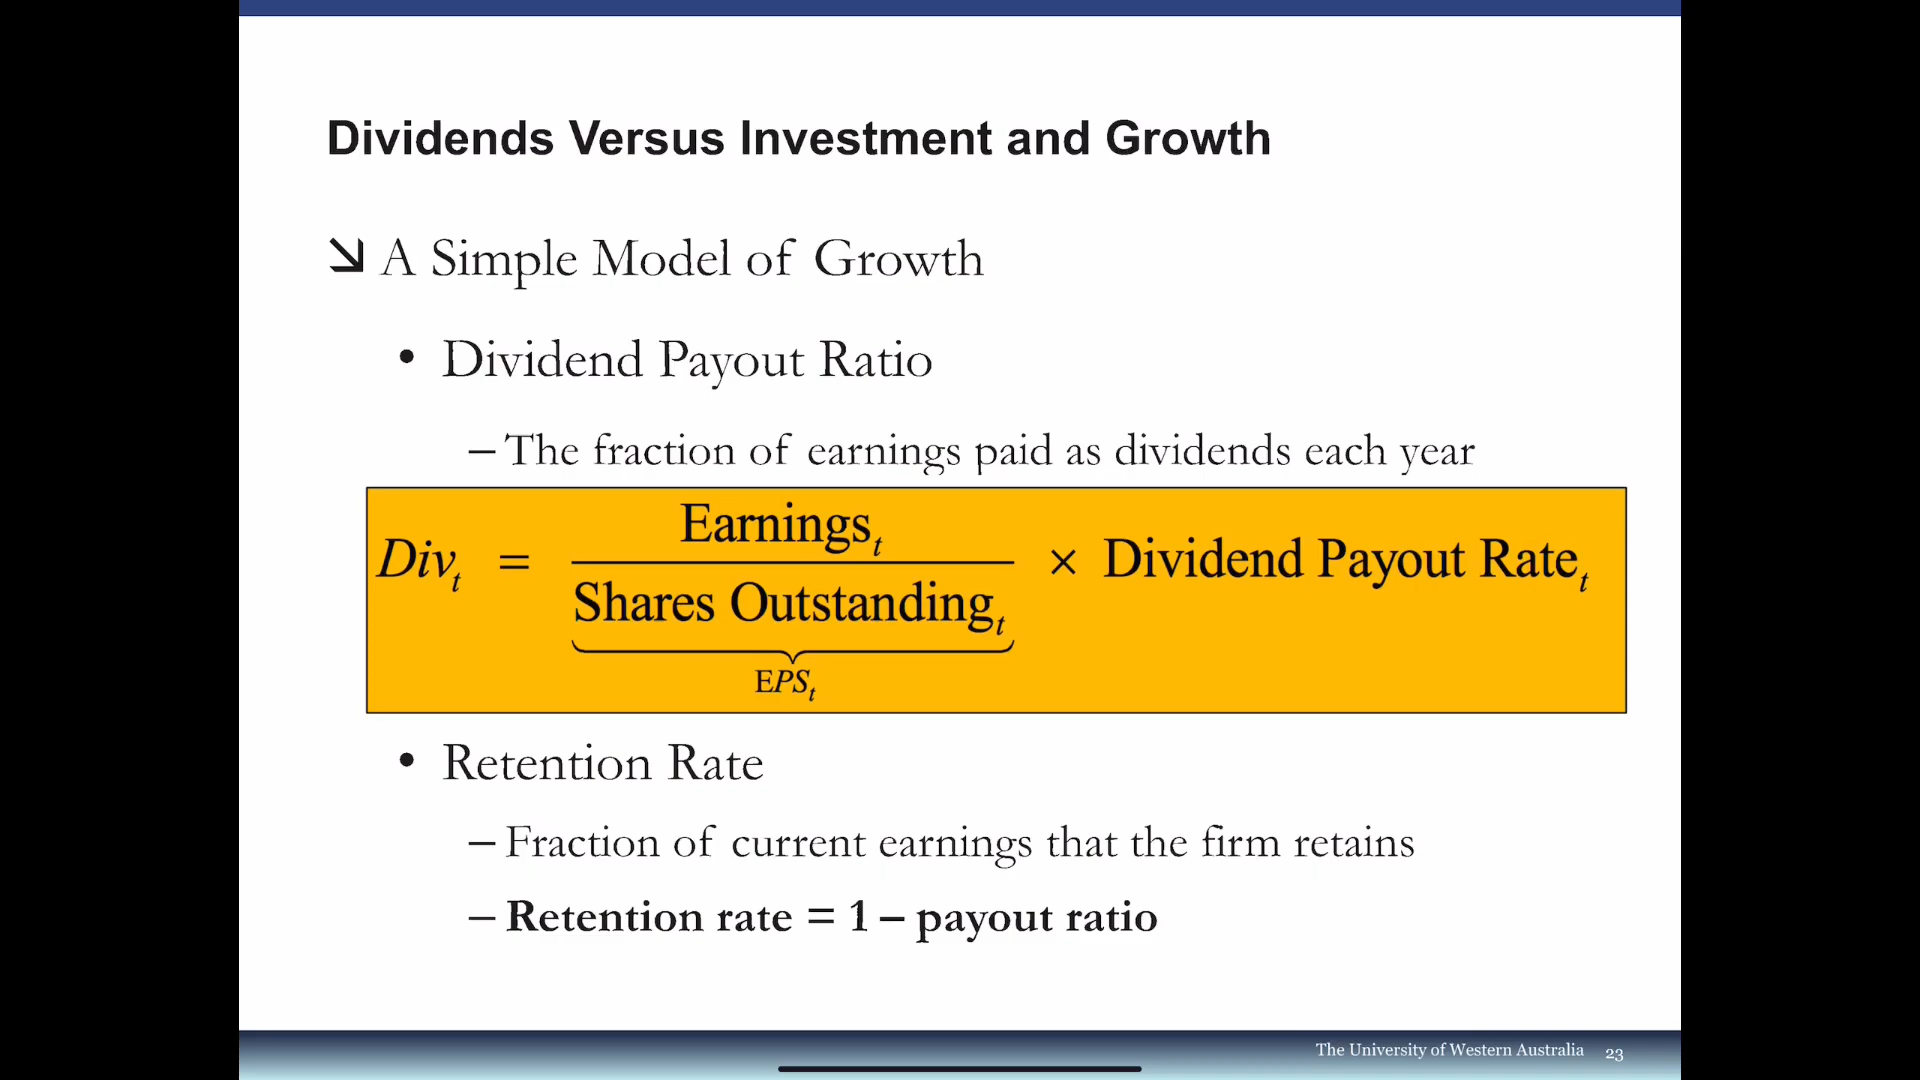 Dividends Versus Investment and Growth
A Simple Model of Growth
• Dividend Payout Ratio
– The fraction of earnings paid as dividends each year
Div_t = Earnings_t / Shares Outstanding_t × Dividend Payout Rate_t
EPS_t
• Retention Rate
– Fraction of current earnings that the firm retains
– Retention rate = 1 – payout ratio
The University of Western Australia 23